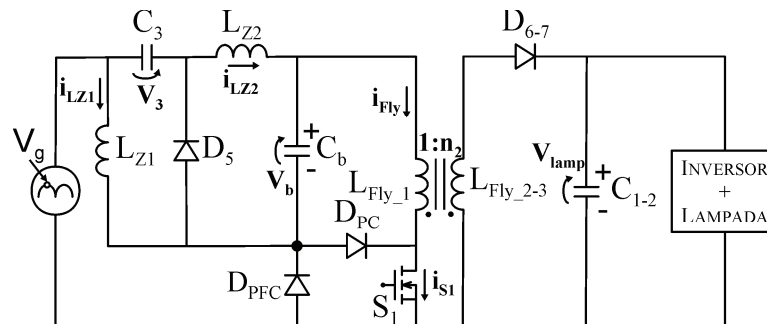 C3
LZ2
D6-7
iLZ1
V3
iLZ2
iFly
Vg
LZ1
D5
+
Cb
-
Vb
1:n2
LFly_1
LFly_2-3
Vlamp
+
C1-2
-
INVERSOR
+
LAMPADA
DPC
DPFC
S1
iS1